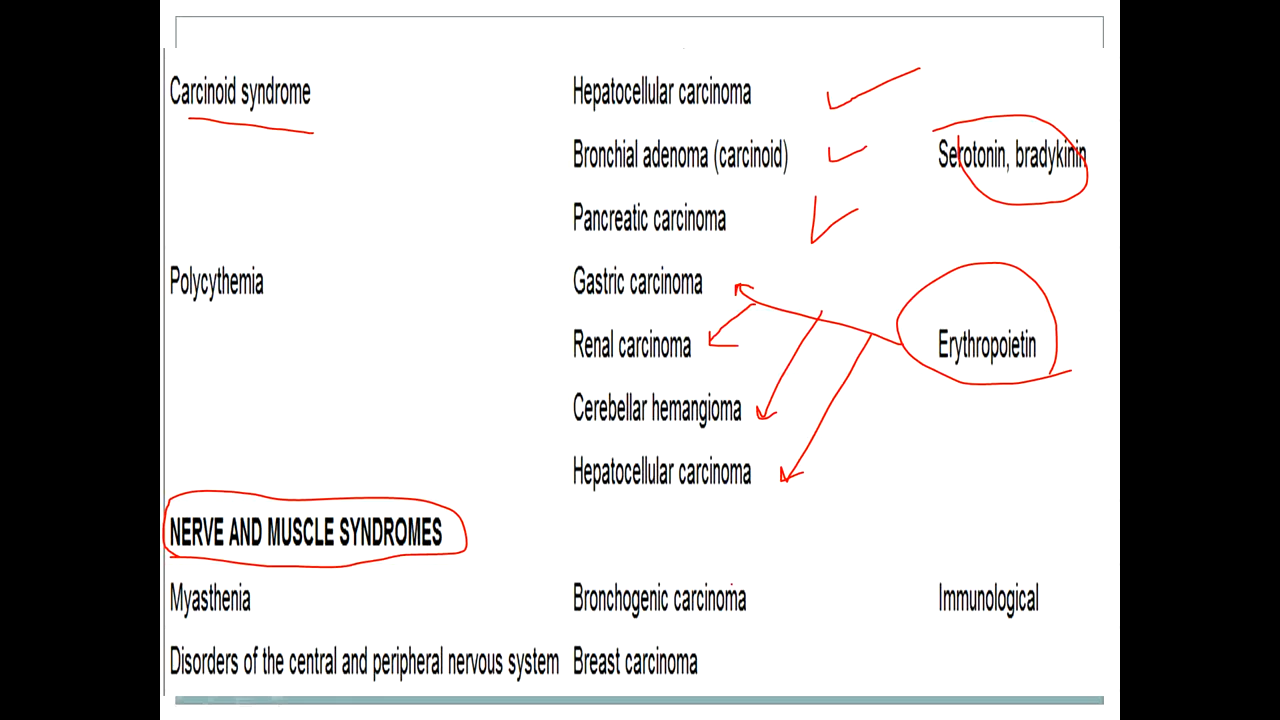 Carcinoid syndrome Hepatocellular carcinoma
Bronchial adenoma (carcinoid) Serotonin, bradykinin
Pancreatic carcinoma
Polycythemia Gastric carcinoma
Renal carcinoma Erythropoietin
Cerebellar hemangioma
Hepatocellular carcinoma
NERVE AND MUSCLE SYNDROMES
Myasthenia Bronchogenic carcinoma Immunological
Disorders of the central and peripheral nervous system Breast carcinoma